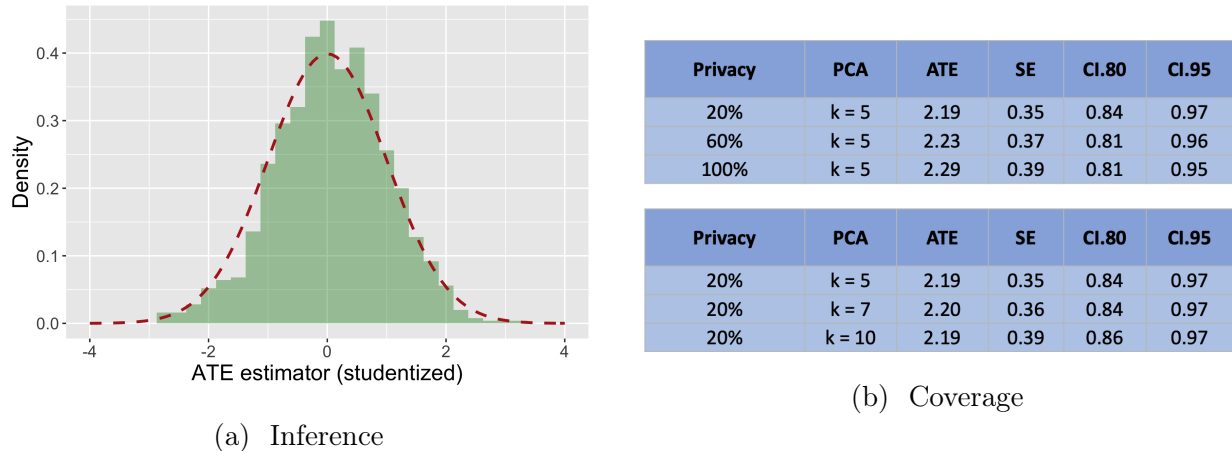 Density
0.4
0.3
0.2
0.1
0.0
-4 -2 0 2 4
ATE estimator (studentized)
(a) Inference
Privacy PCA ATE SE CI.80 CI.95
20% k = 5 2.19 0.35 0.84 0.97
60% k = 5 2.23 0.37 0.81 0.96
100% k = 5 2.29 0.39 0.81 0.95
Privacy PCA ATE SE CI.80 CI.95
20% k = 5 2.19 0.35 0.84 0.97
20% k = 7 2.20 0.36 0.84 0.97
20% k = 10 2.19 0.39 0.86 0.97
(b) Coverage